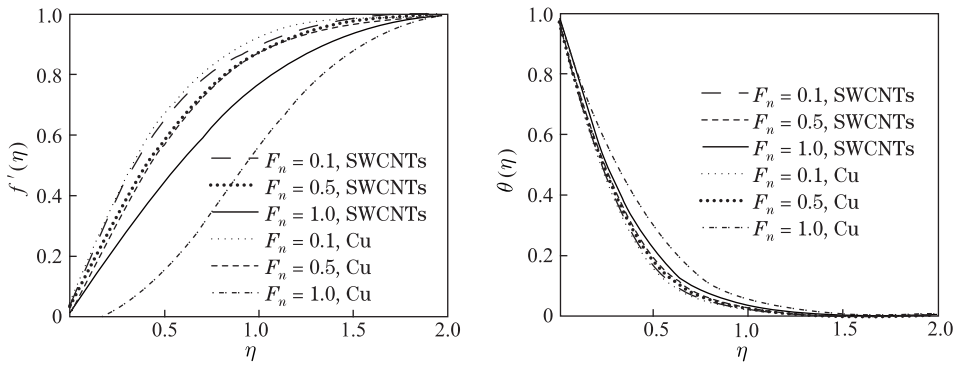 1.0
0.8
0.6
0.4
0.2
0
f ′(η)
0.5
1.0
1.5
2.0
η
F_n = 0.1, SWCNTs
F_n = 0.5, SWCNTs
F_n = 1.0, SWCNTs
F_n = 0.1, Cu
F_n = 0.5, Cu
F_n = 1.0, Cu
1.0
0.8
0.6
0.4
0.2
0
θ(η)
0.5
1.0
1.5
2.0
η
F_n = 0.1, SWCNTs
F_n = 0.5, SWCNTs
F_n = 1.0, SWCNTs
F_n = 0.1, Cu
F_n = 0.5, Cu
F_n = 1.0, Cu